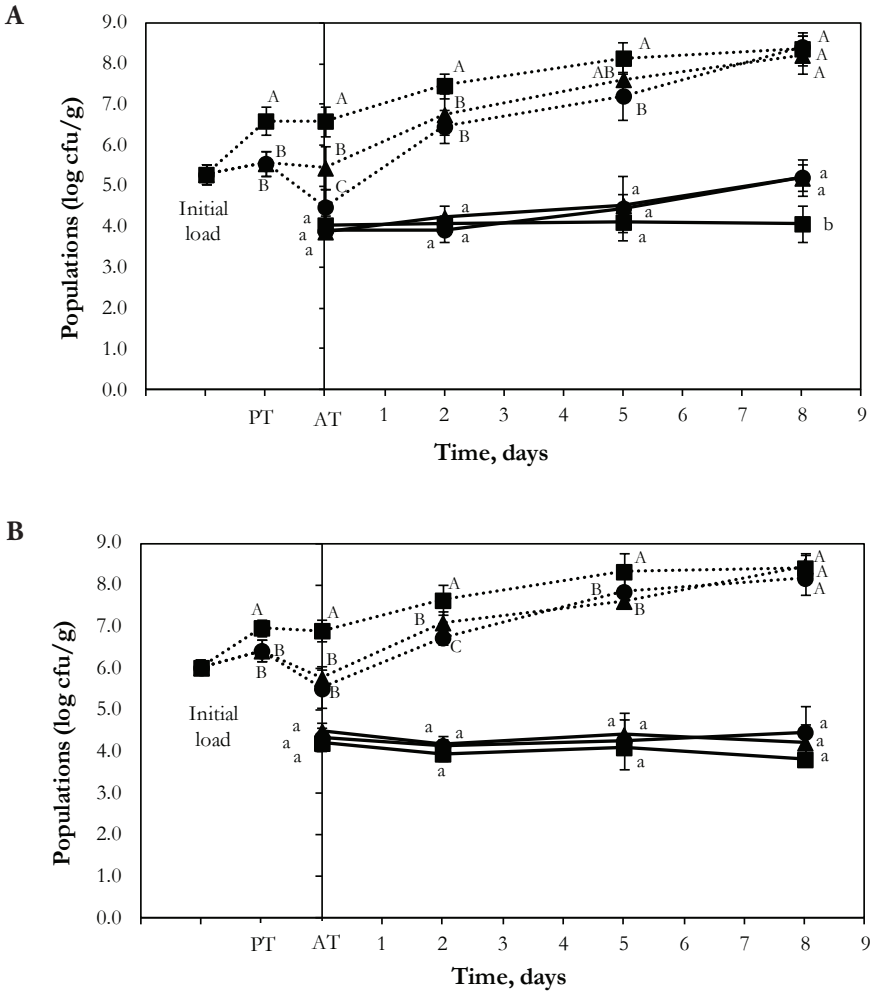 A
Populations (log cfu/g)
9.0
8.0
7.0
6.0
5.0
4.0
3.0
2.0
1.0
0.0
Initial
load
A
B
B
A
B
C
a
a
a
A
B
B
a
a
a
A
AB
B
a
a
a
A
A
A
a
a
b
PT
AT
1
2
3
4
5
6
7
8
9
Time, days
B
Populations (log cfu/g)
9.0
8.0
7.0
6.0
5.0
4.0
3.0
2.0
1.0
0.0
Initial
load
A
B
B
A
B
B
a
a
a
A
B
C
a
a
a
A
B
B
a
a
a
A
A
A
a
a
a
PT
AT
1
2
3
4
5
6
7
8
9
Time, days